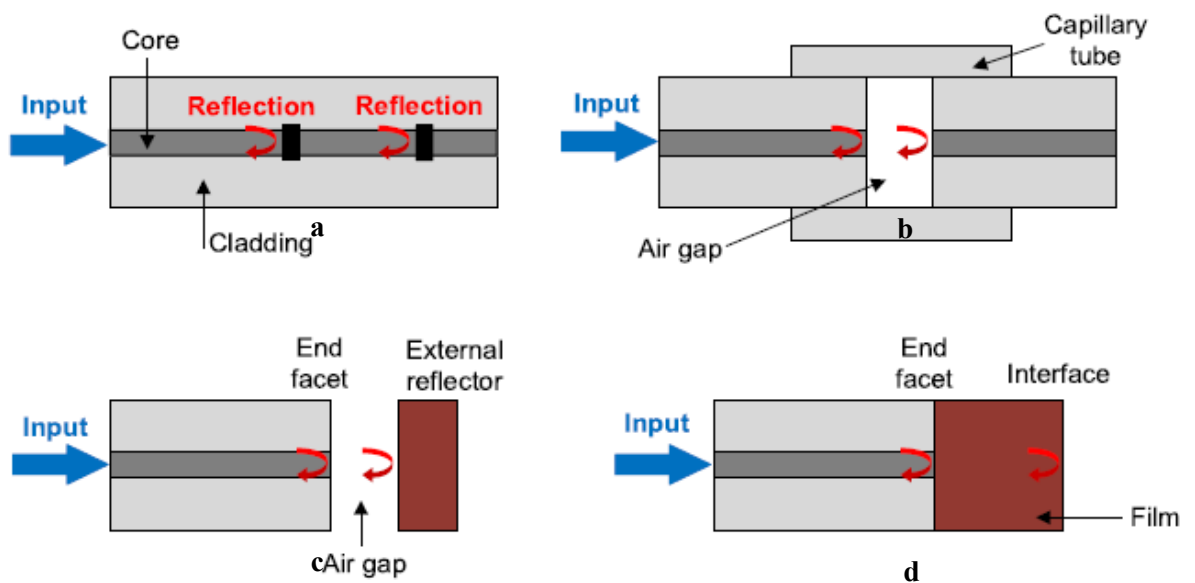 Core
Input
Reflection Reflection
a
Cladding
Capillary
tube
Input
b
Air gap
End
facet
External
reflector
Input
c
Air gap
End
facet
Interface
Input
Film
d